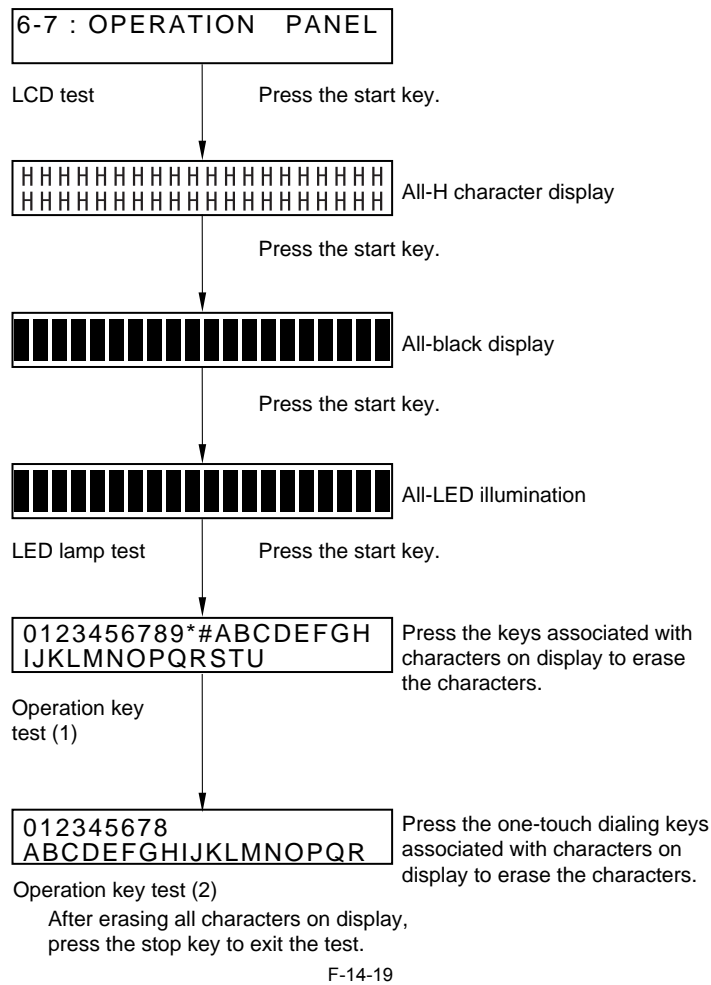 6-7 : OPERATION PANEL
LCD test
Press the start key.
HHHHHHHHHHHHHHHHHHHH
HHHHHHHHHHHHHHHHHHHH
All-H character display
Press the start key.
All-black display
Press the start key.
All-LED illumination
LED lamp test
Press the start key.
0123456789*#ABCDEFGH
IJKLMNOPQRSTU
Press the keys associated with
characters on display to erase
the characters.
Operation key
test (1)
012345678
ABCDEFGHIJKLMNOPQR
Press the one-touch dialing keys
associated with characters on
display to erase the characters.
Operation key test (2)
After erasing all characters on display,
press the stop key to exit the test.
F-14-19